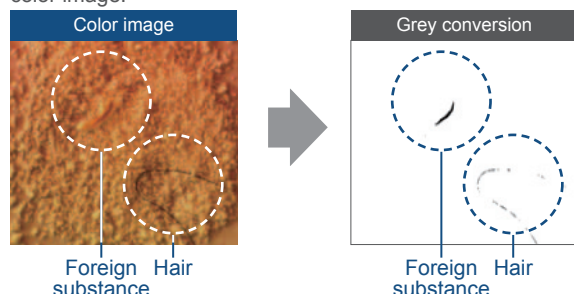 color image.
Color image
Grey conversion
Foreign
substance
Hair
Foreign
substance
Hair